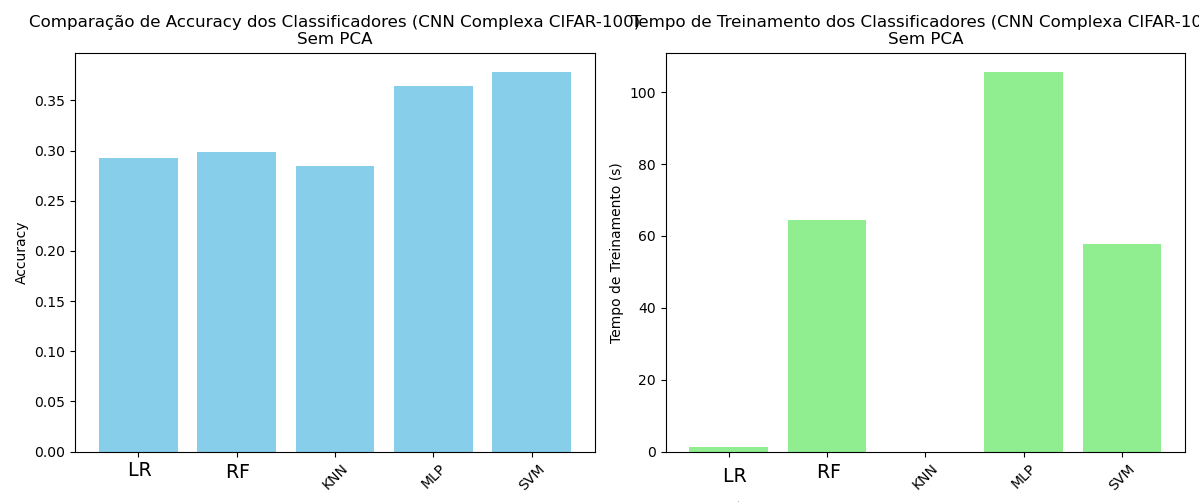 Comparação de Accuracy dos Classificadores (CNN Complexa CIFAR-100)
Sem PCA
Accuracy
0.35
0.30
0.25
0.20
0.15
0.10
0.05
0.00
LR
RF
KNN
MLP
SVM
Tempo de Treinamento dos Classificadores (CNN Complexa CIFAR-10
Sem PCA
Tempo de Treinamento (s)
100
80
60
40
20
0
LR
RF
KNN
MLP
SVM